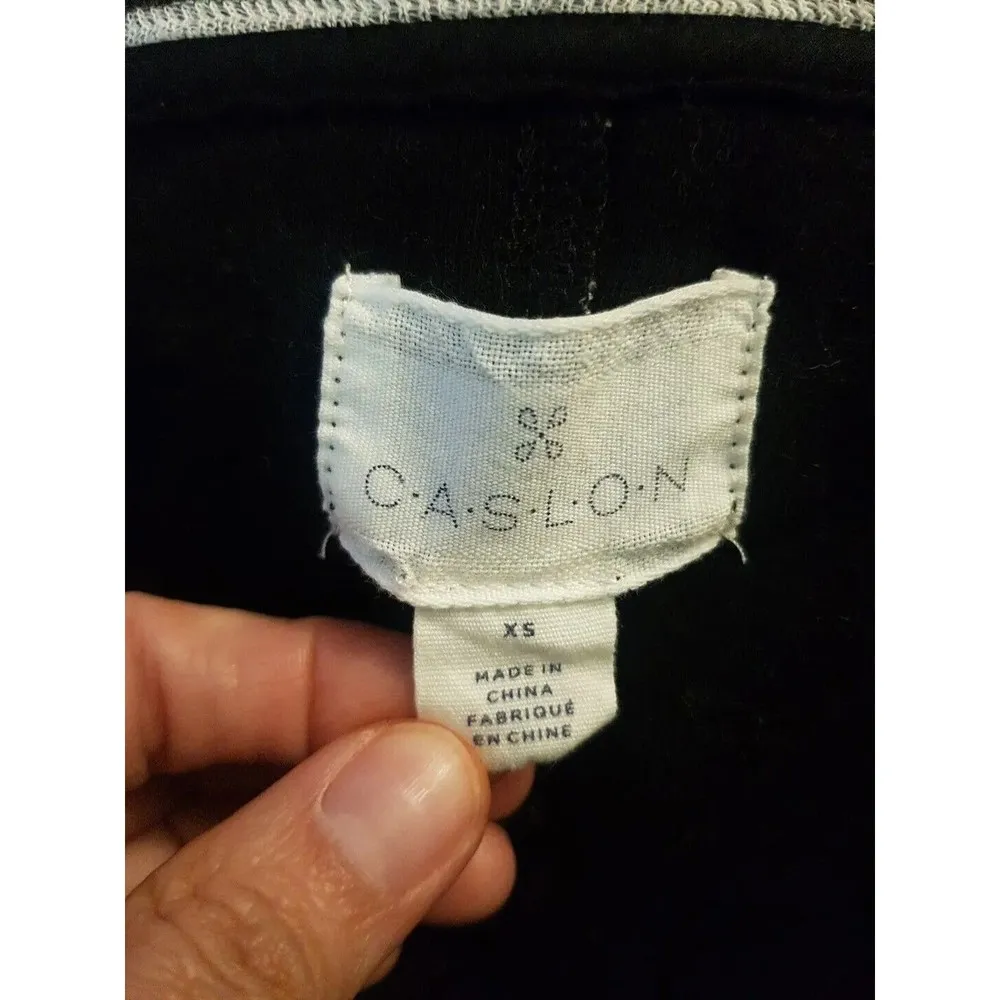 C·A·S·L·O·N
XS
MADE IN
CHINA
FABRIQUÉ
EN CHINE